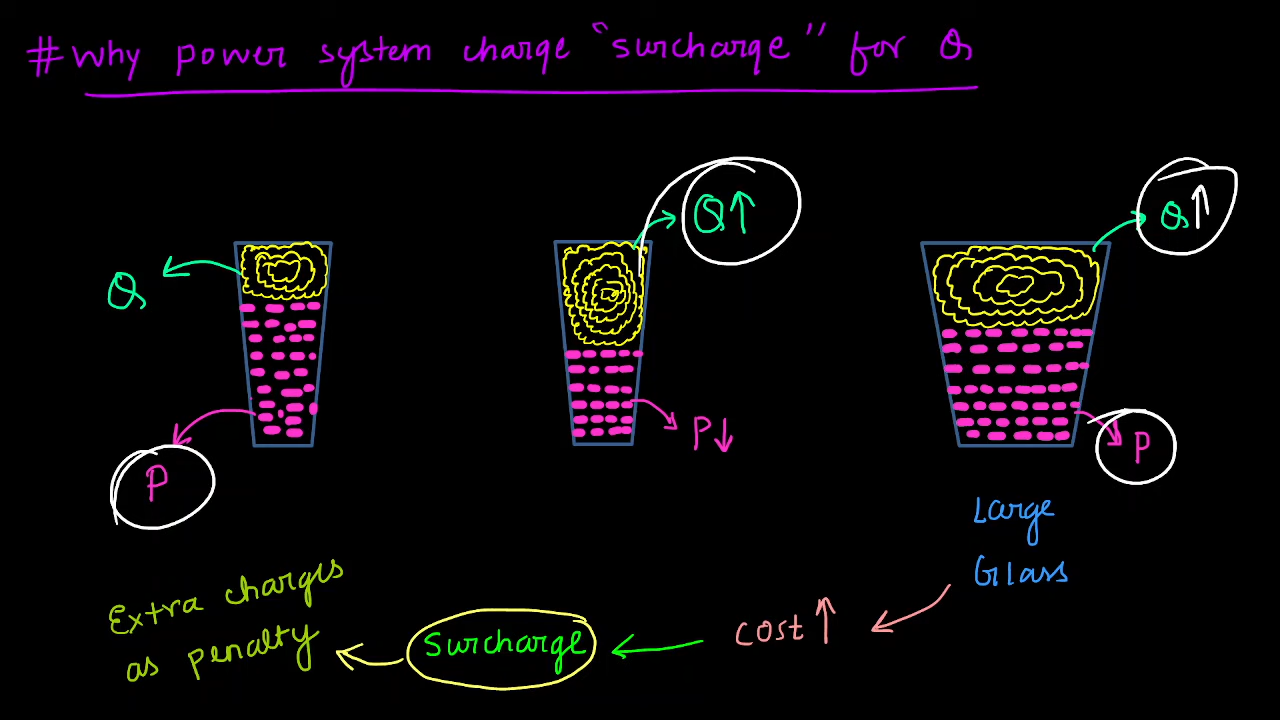 # Why power system charge "surcharge" for Q
Q
P
Q↑
P↓
Q↑
P
Large
Glass
Cost↑
Surcharge
Extra charges
as penalty